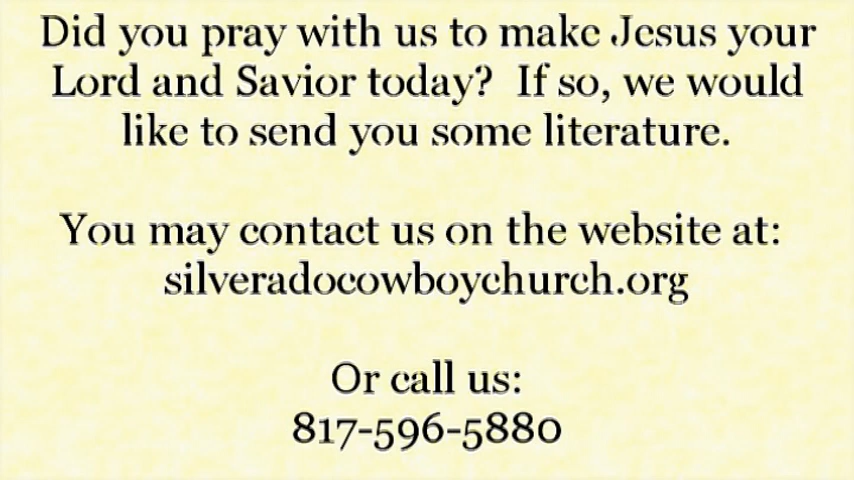 Did you pray with us to make Jesus your
Lord and Savior today? If so, we would
like to send you some literature.
You may contact us on the website at:
silveradocowboychurch.org
Or call us:
817-596-5880